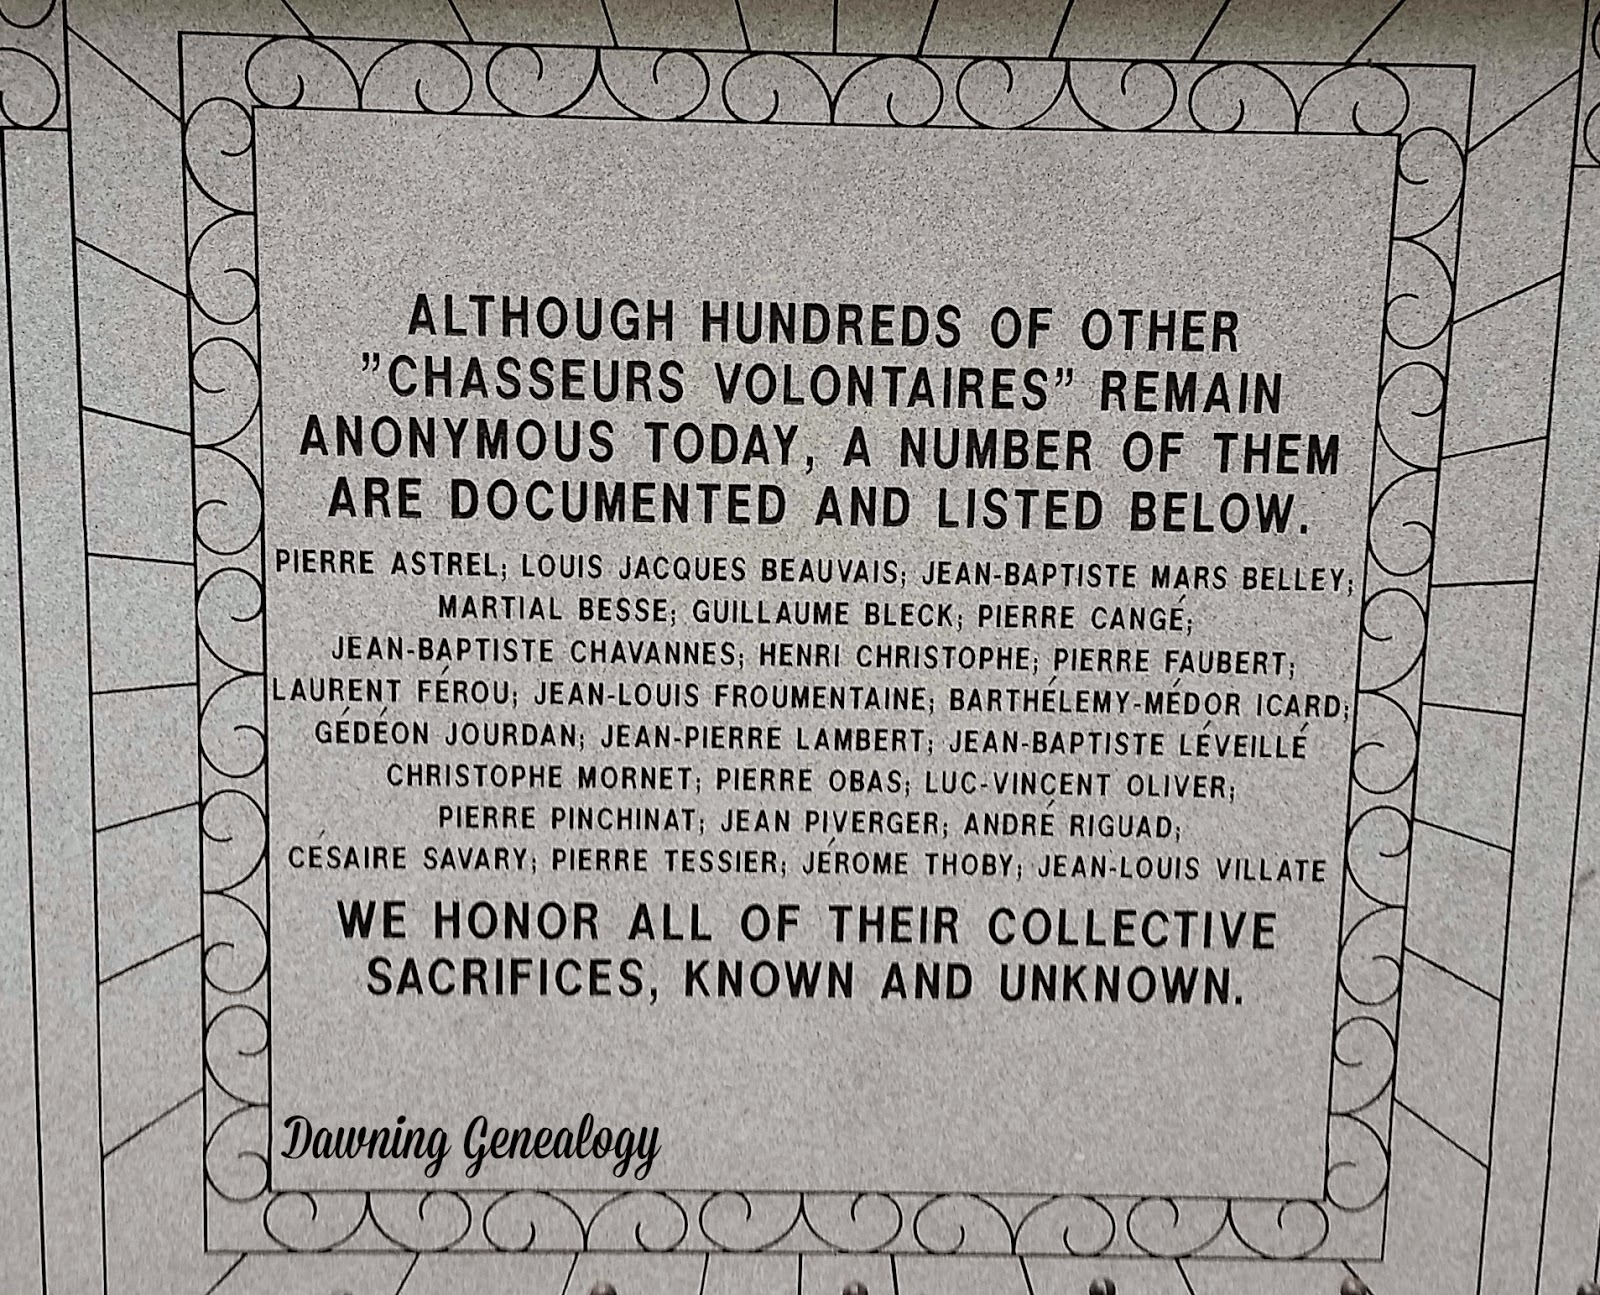 ALTHOUGH HUNDREDS OF OTHER
”CHASSEURS VOLONTAIRES” REMAIN
ANONYMOUS TODAY, A NUMBER OF THEM
ARE DOCUMENTED AND LISTED BELOW.
PIERRE ASTREL; LOUIS JACQUES BEAUVAIS; JEAN-BAPTISTE MARS BELLEY;
MARTIAL BESSE; GUILLAUME BLECK; PIERRE CANGÉ;
JEAN-BAPTISTE CHAVANNES; HENRI CHRISTOPHE; PIERRE FAUBERT;
LAURENT FÉROU; JEAN-LOUIS FROUMENTAINE; BARTHÉLEMY-MÉDOR ICARD;
GÉDÉON JOURDAN; JEAN-PIERRE LAMBERT; JEAN-BAPTISTE LÉVEILLÉ
CHRISTOPHE MORNET; PIERRE OBAS; LUC-VINCENT OLIVER;
PIERRE PINCHINAT; JEAN PIVERGER; ANDRÉ RIGUAD;
CÉSAIRE SAVARY; PIERRE TESSIER; JÉROME THOBY; JEAN-LOUIS VILLATE
WE HONOR ALL OF THEIR COLLECTIVE
SACRIFICES, KNOWN AND UNKNOWN.
Dawning Genealogy